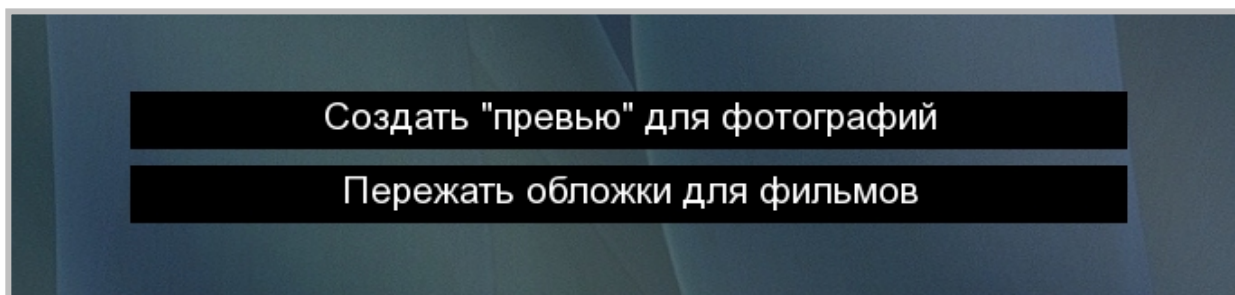 Создать "превью" для фотографий
Пережать обложки для фильмов